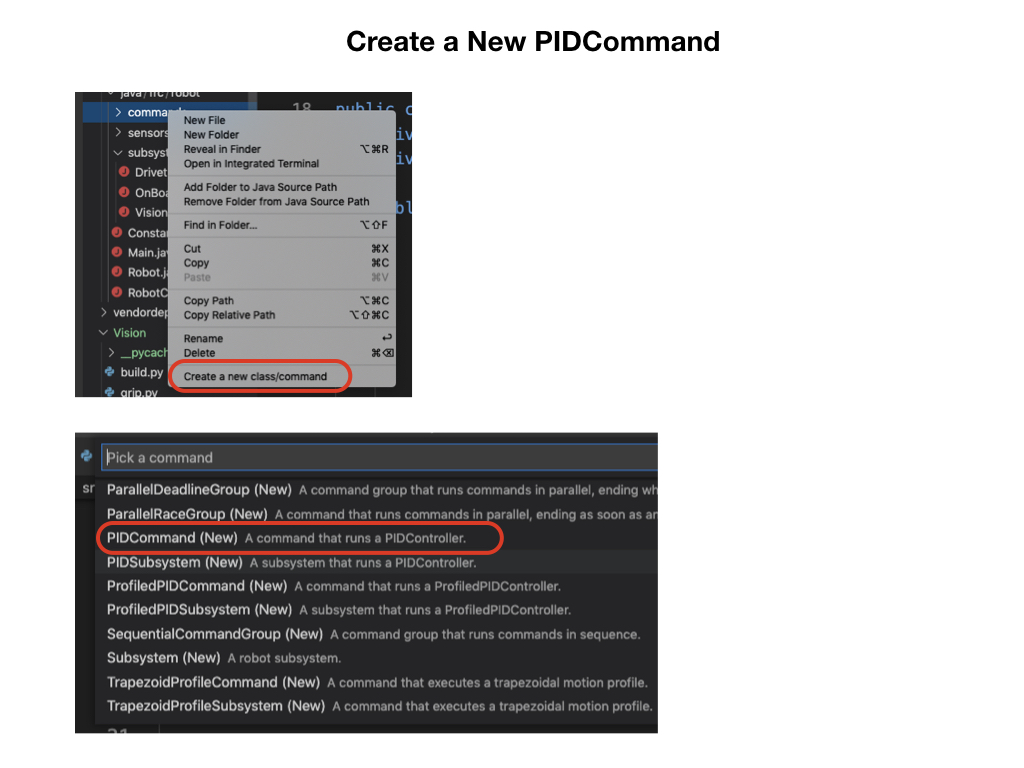 Create a New PIDCommand
java/frc/robot
comma
18 public c
New File
sensors
New Folder
Reveal in Finder ⌥⌘R
subsyst
Open in Integrated Terminal
Drivet
Add Folder to Java Source Path
OnBoa
Remove Folder from Java Source Path
Vision
Find in Folder... ⌥⇧F
Consta
Cut ⌘X
Main.ja
Copy ⌘C
Robot.j
Paste ⌘V
RobotC
Copy Path ⌥⌘C
vendordep
Copy Relative Path ⌥⇧⌘C
Vision
Rename ↩
__pycach
Delete ⌘⌫
build.py
Create a new class/command
grip.py
Pick a command
sr
ParallelDeadlineGroup (New) A command group that runs commands in parallel, ending wh
ParallelRaceGroup (New) A command that runs commands in parallel, ending as soon as an
PIDCommand (New) A command that runs a PIDController.
PIDSubsystem (New) A subsystem that runs a PIDController.
ProfiledPIDCommand (New) A command that runs a ProfiledPIDController.
ProfiledPIDSubsystem (New) A subsystem that runs a ProfiledPIDController.
SequentialCommandGroup (New) A command group that runs commands in sequence.
Subsystem (New) A robot subsystem.
TrapezoidProfileCommand (New) A command that executes a trapezoidal motion profile.
TrapezoidProfileSubsystem (New) A command that executes a trapezoidal motion profile.